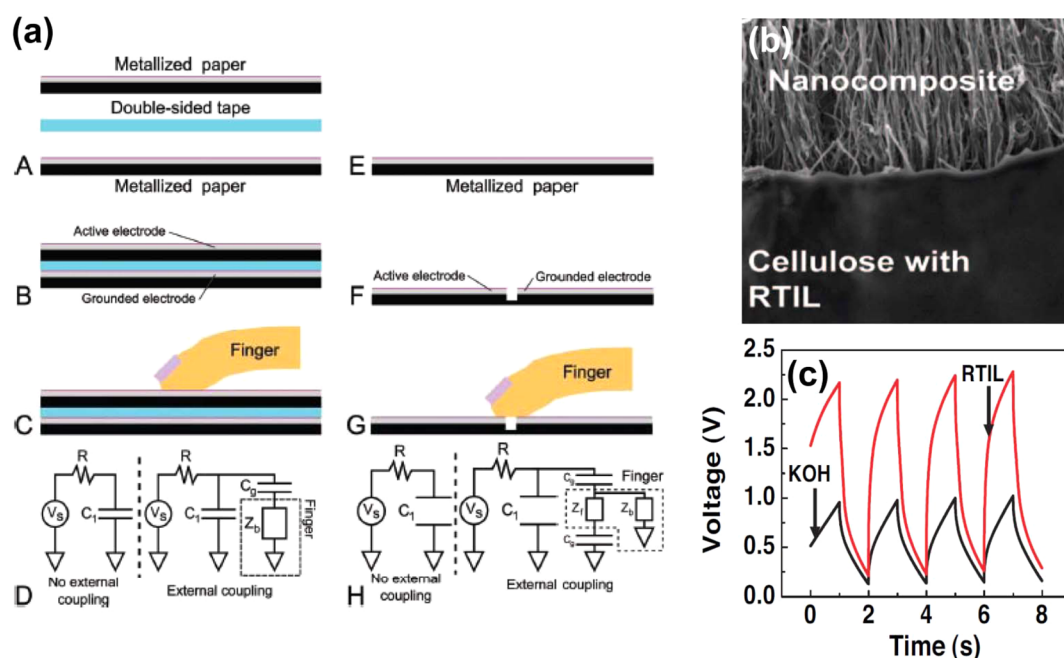 (a)
Metallized paper
Double-sided tape
A
Metallized paper
Active electrode
B
Grounded electrode
Finger
C
R
Vs
C1
R
Vs
C1
Cg
Zb
Finger
No external
coupling
External coupling
D
E
Metallized paper
Active electrode
Grounded electrode
F
Finger
G
R
Vs
C1
R
Vs
C1
Cg
Finger
Zf
Zb
Cg
No external
coupling
External coupling
H
(b)
Nanocomposite
Cellulose with
RTIL
(c)
RTIL
KOH
Voltage (V)
2.5
2.0
1.5
1.0
0.5
0.0
0 2 4 6 8
Time (s)